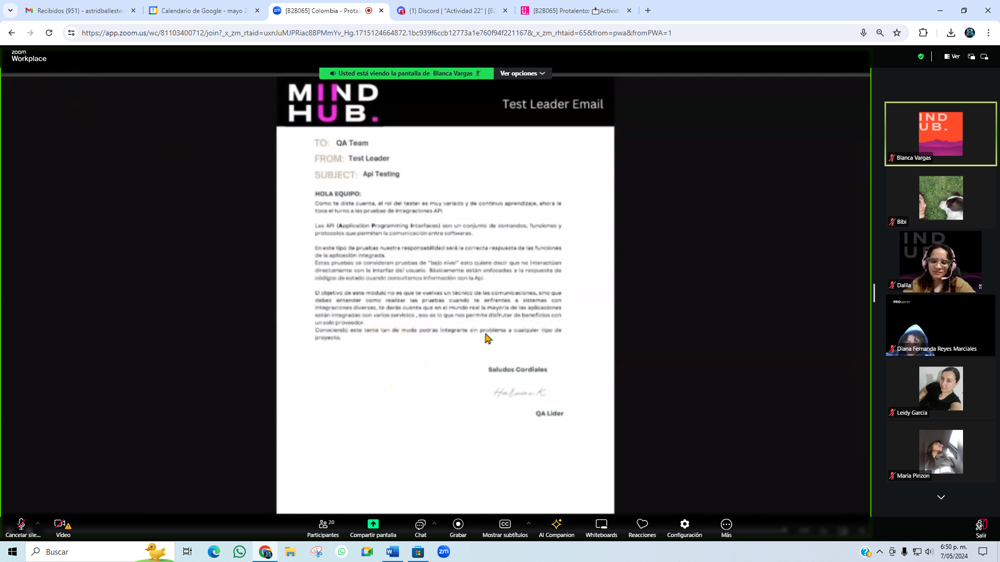 Recibidos (951) - astridballester
Calendario de Google - mayo 2
[B2B065] Colombia - Protale
(1) Discord | "Actividad 22" | [B2
[B2B065] Protalento: Activida
https://app.zoom.us/wc/81103400712/join?_x_zm_rtaid=uxnJuMJPRiac8BPMmYv_Hg.1715124664872.1bc939f6ccb12773a1e760f94f221167&_x_zm_rhtaid=65&from=pwa&fromPWA=1
zoom
Workplace
Ver
Usted está viendo la pantalla de Blanca Vargas
Ver opciones
MIND
HUB.
Test Leader Email
TO: QA Team
FROM: Test Leader
SUBJECT: Api Testing
HOLA EQUIPO:
Como te diste cuenta, el rol del tester es muy variado y de continuo aprendizaje, ahora le
toca el turno a las pruebas de integraciones API.
Las API (Application Programming Interfaces) son un conjunto de comandos, funciones y
protocolos que permiten la comunicación entre softwares.
En este tipo de pruebas nuestra responsabilidad será la correcta respuesta de las funciones
de la aplicación integrada.
Estas pruebas se consideran pruebas de "bajo nivel" esto quiere decir que no interactúan
directamente con la interfaz del usuario. Básicamente están enfocadas a la respuesta de
códigos de estado cuando consultamos información con la Api.
El objetivo de este módulo no es que te vuelvas un técnico de las comunicaciones, sino que
debes entender como realizar las pruebas cuando te enfrentes a sistemas con
integraciones diversas, te darás cuenta que en el mundo real la mayoría de las aplicaciones
están integradas con varios servicios , eso es lo que nos permite disfrutar de beneficios con
un solo proveedor.
Conociendo este tema tan de moda podrás integrarte sin problema a cualquier tipo de
proyecto.
Saludos Cordiales
QA Lider
IND
UB.
Blanca Vargas
Bibi
IND
U
Dalila
PROtalento
Diana Fernanda Reyes Marciales
Leidy Garcia
Maria Pinzon
Cancelar sile...
Vídeo
20
Participantes
Compartir pantalla
Chat
Grabar
CC
Mostrar subtítulos
AI Companion
Whiteboards
Reacciones
Configuración
Más
Salir
Buscar
6:50 p. m.
7/05/2024